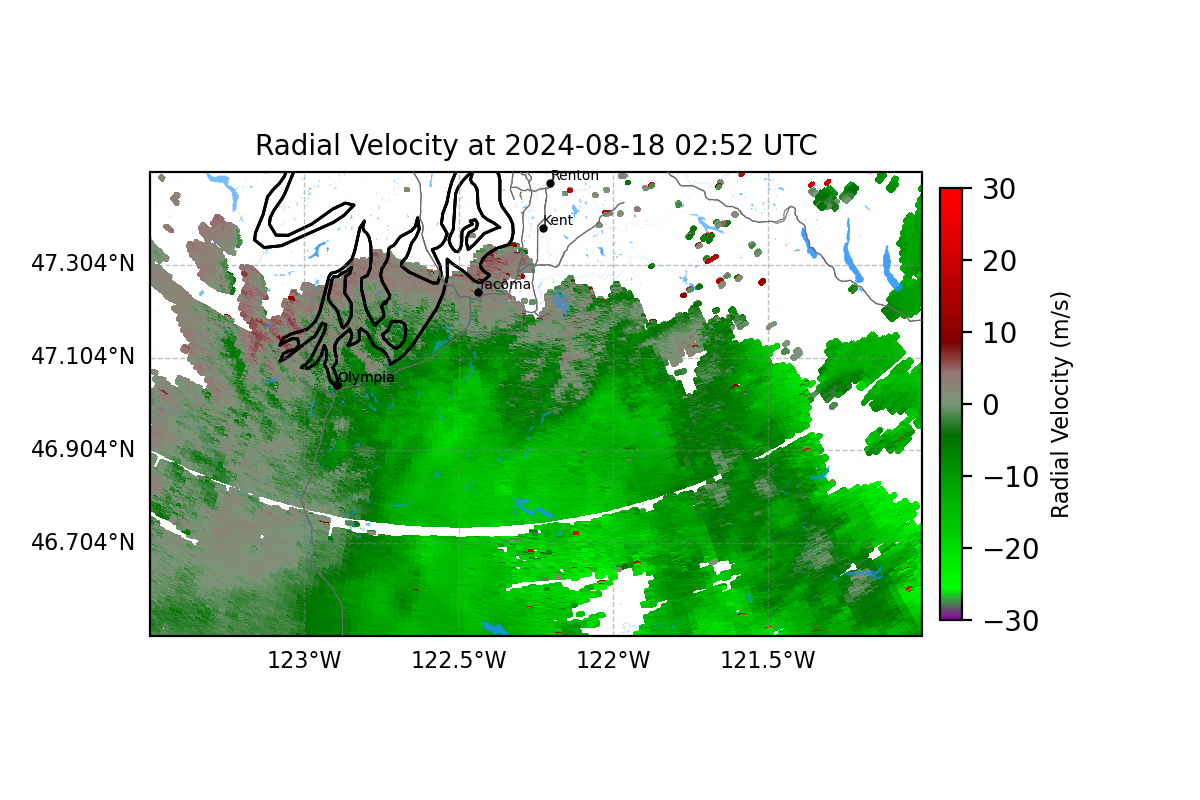 Radial Velocity at 2024-08-18 02:52 UTC
Renton
Kent
Tacoma
Olympia
47.304°N
47.104°N
46.904°N
46.704°N
123°W
122.5°W
122°W
121.5°W
30
20
10
0
−10
−20
−30
Radial Velocity (m/s)